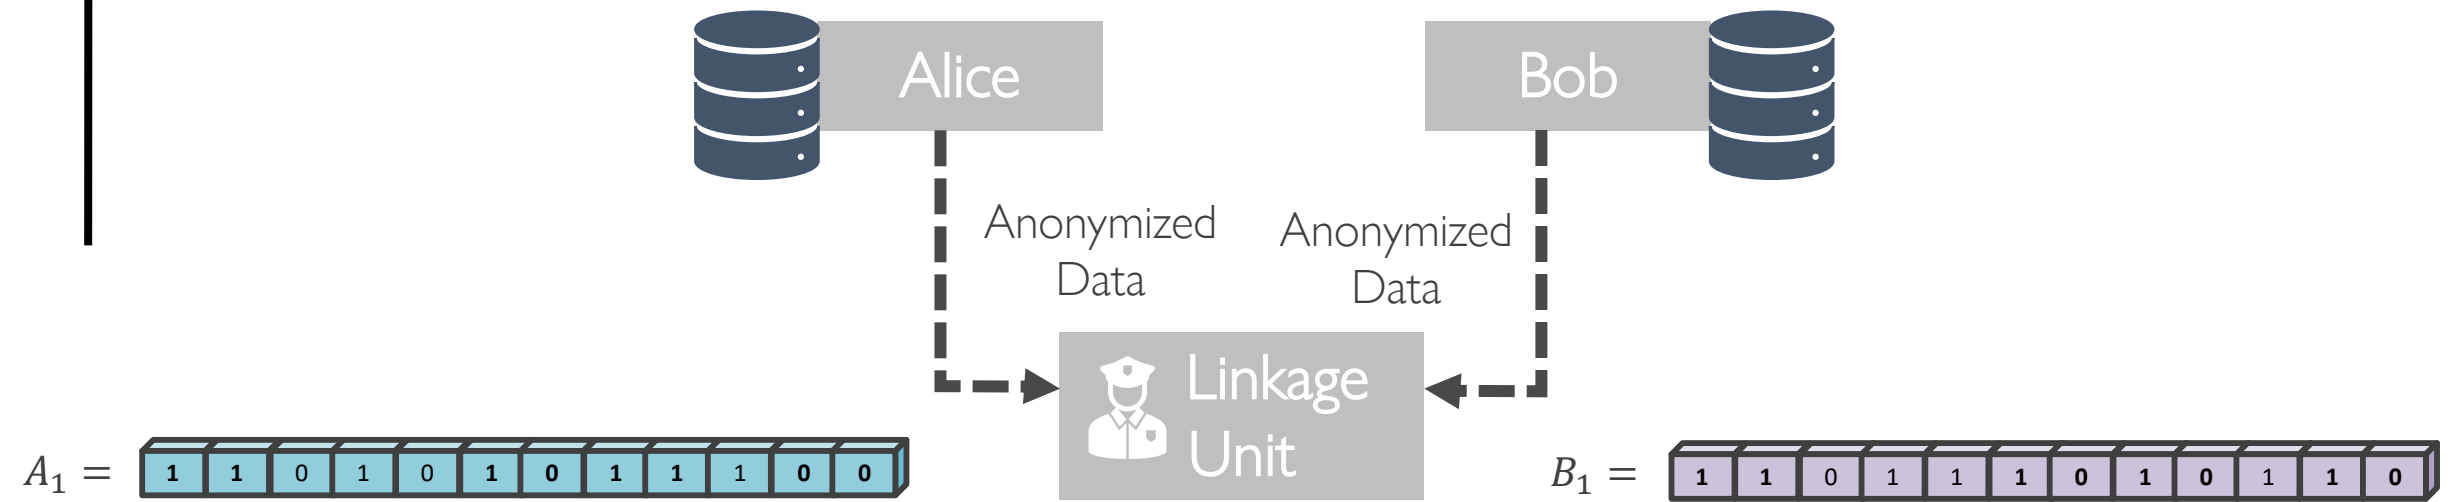 Alice
Bob
Anonymized
Data
Anonymized
Data
Linkage
Unit
A₁ = 1 1 0 1 0 1 0 1 1 1 0 0
B₁ = 1 1 0 1 1 1 0 1 0 1 1 0